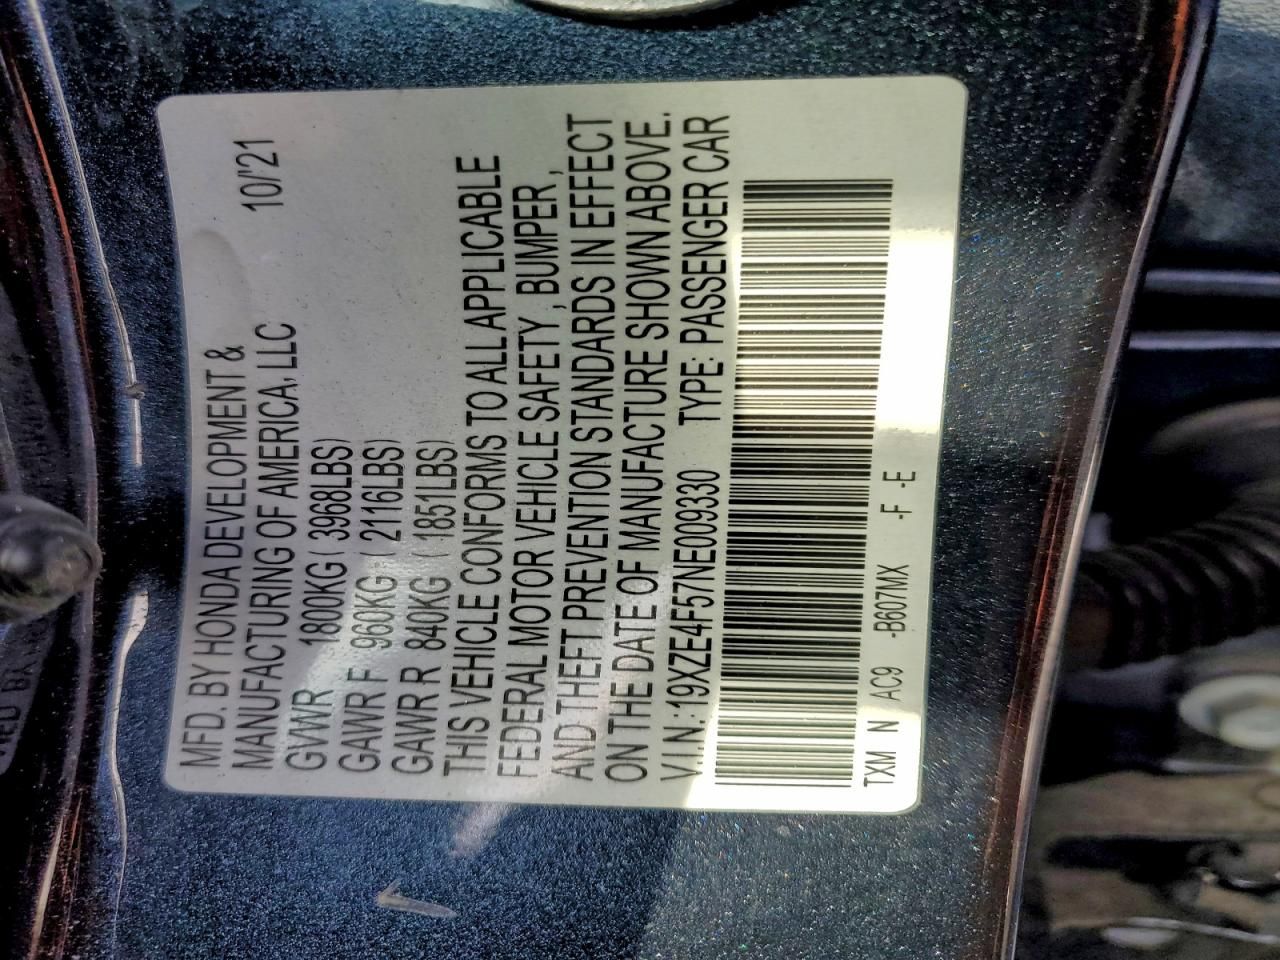 MFD. BY HONDA DEVELOPMENT &
MANUFACTURING OF AMERICA, LLC 10/'21
GVWR 1800KG ( 3968LBS)
GAWR F 960KG ( 2116LBS)
GAWR R 840KG ( 1851LBS)
THIS VEHICLE CONFORMS TO ALL APPLICABLE
FEDERAL MOTOR VEHICLE SAFETY , BUMPER ,
AND THEFT PREVENTION STANDARDS IN EFFECT
ON THE DATE OF MANUFACTURE SHOWN ABOVE.
V.I.N.: 19XZE4F57NE009330 TYPE: PASSENGER CAR
TXM N AC9 -B607MX -F -E